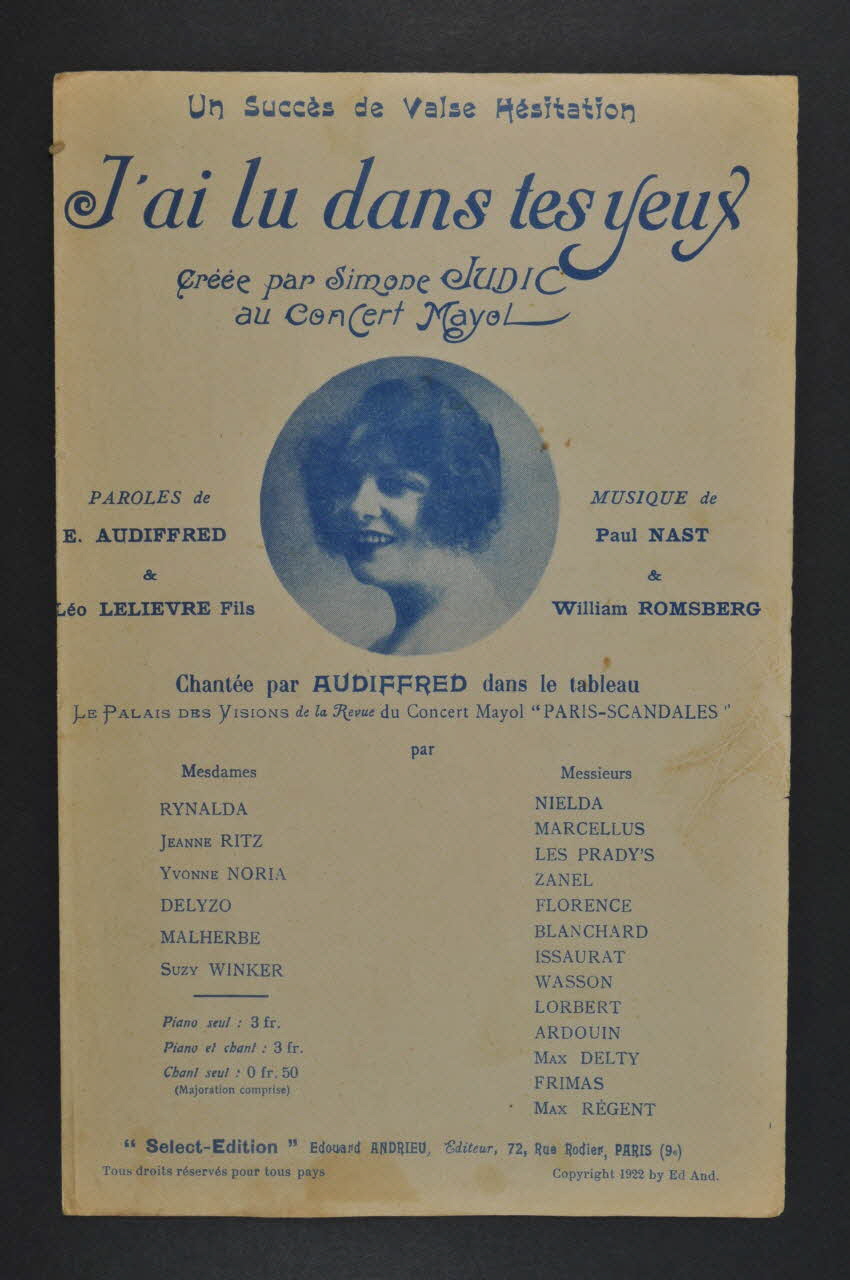 Un Succès de Valse Hésitation
J'ai lu dans tes yeux
Créée par Simone JUDIC
au Concert Mayol
PAROLES de
E. AUDIFFRED
&
Léo LELIEVRE Fils
MUSIQUE de
Paul NAST
&
William ROMSBERG
Chantée par AUDIFFRED dans le tableau
LE PALAIS DES VISIONS de la Revue du Concert Mayol "PARIS-SCANDALES"
par
Mesdames
RYNALDA
JEANNE RITZ
YVONNE NORIA
DELYZO
MALHERBE
SUZY WINKER
Piano seul : 3 fr.
Piano et chant : 3 fr.
Chant seul : 0 fr. 50
(Majoration comprise)
Messieurs
NIELDA
MARCELLUS
LES PRADY'S
ZANEL
FLORENCE
BLANCHARD
ISSAURAT
WASSON
LORBERT
ARDOUIN
MAX DELTY
FRIMAS
MAX RÉGENT
"Select-Edition" Edouard ANDRIEU, Editeur, 72, Rue Rodier, PARIS (9e)
Tous droits réservés pour tous pays
Copyright 1922 by Ed And.